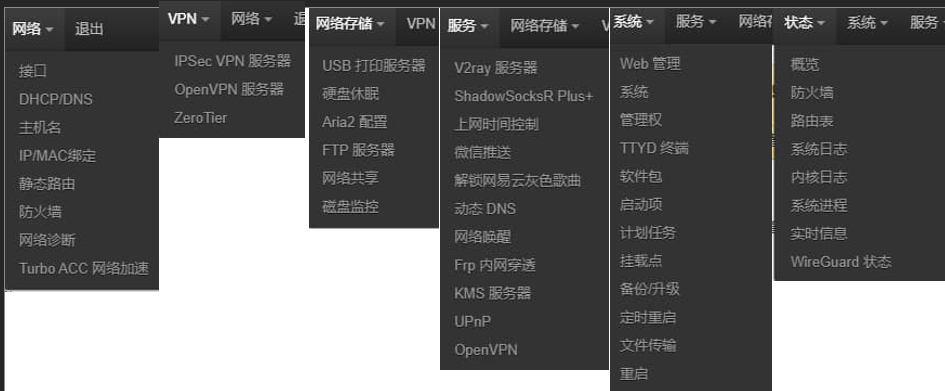 网络 退出
接口
DHCP/DNS
主机名
IP/MAC绑定
静态路由
防火墙
网络诊断
Turbo ACC 网络加速
VPN 网络
IPSec VPN 服务器
OpenVPN 服务器
ZeroTier
网络存储 VPN
USB 打印服务器
硬盘休眠
Aria2 配置
FTP 服务器
网络共享
磁盘监控
服务 网络存储
V2ray 服务器
ShadowSocksR Plus+
上网时间控制
微信推送
解锁网易云灰色歌曲
动态 DNS
网络唤醒
Frp 内网穿透
KMS 服务器
UPnP
OpenVPN
系统 服务 网络
Web 管理
系统
管理权
TTYD 终端
软件包
启动项
计划任务
挂载点
备份/升级
定时重启
文件传输
重启
状态 系统 服务
概览
防火墙
路由表
系统日志
内核日志
系统进程
实时信息
WireGuard 状态